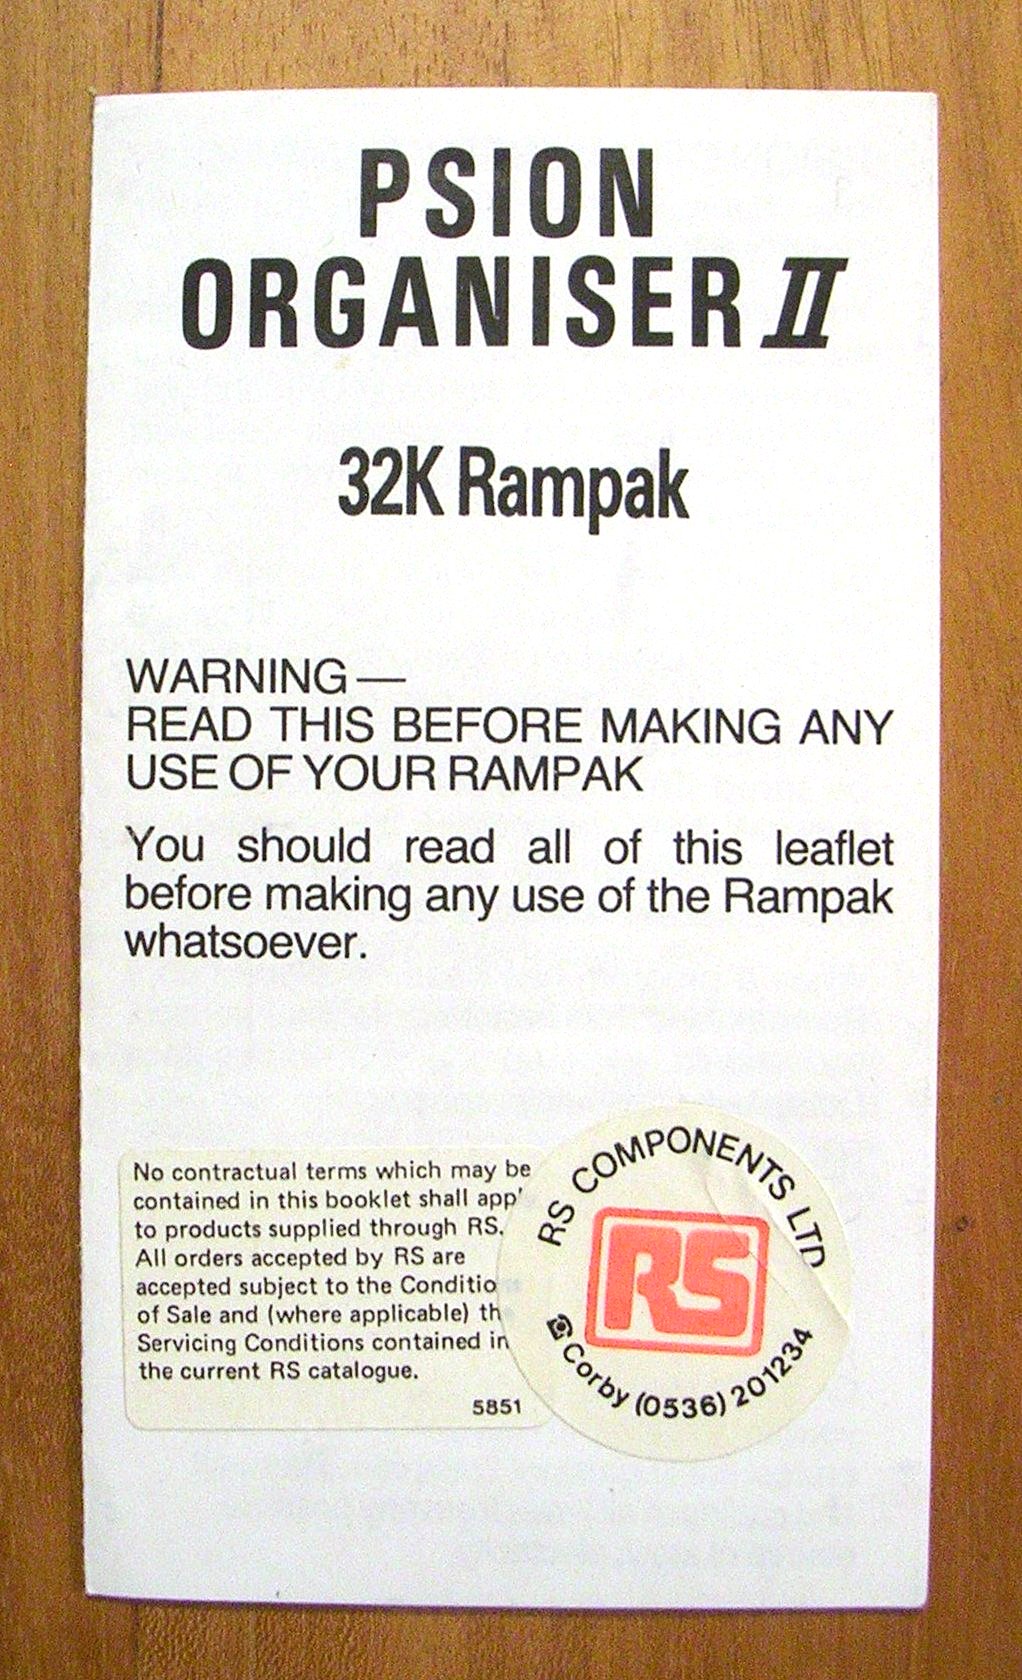 PSION
ORGANISER II
32K Rampak
WARNING —
READ THIS BEFORE MAKING ANY
USE OF YOUR RAMPAK
You should read all of this leaflet
before making any use of the Rampak
whatsoever.
No contractual terms which may be
contained in this booklet shall app
to products supplied through RS.
All orders accepted by RS are
accepted subject to the Conditio
of Sale and (where applicable) th
Servicing Conditions contained in
the current RS catalogue.
5851
RS COMPONENTS LTD
RS
Corby (0536) 201234